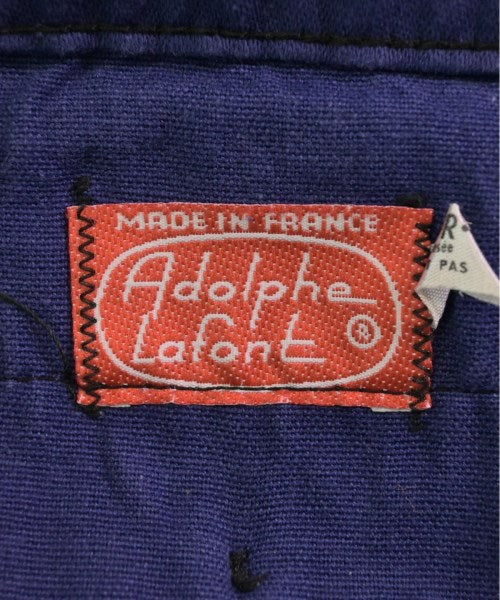 MADE IN FRANCE
Adolphe
Lafont ®
R.
PAS